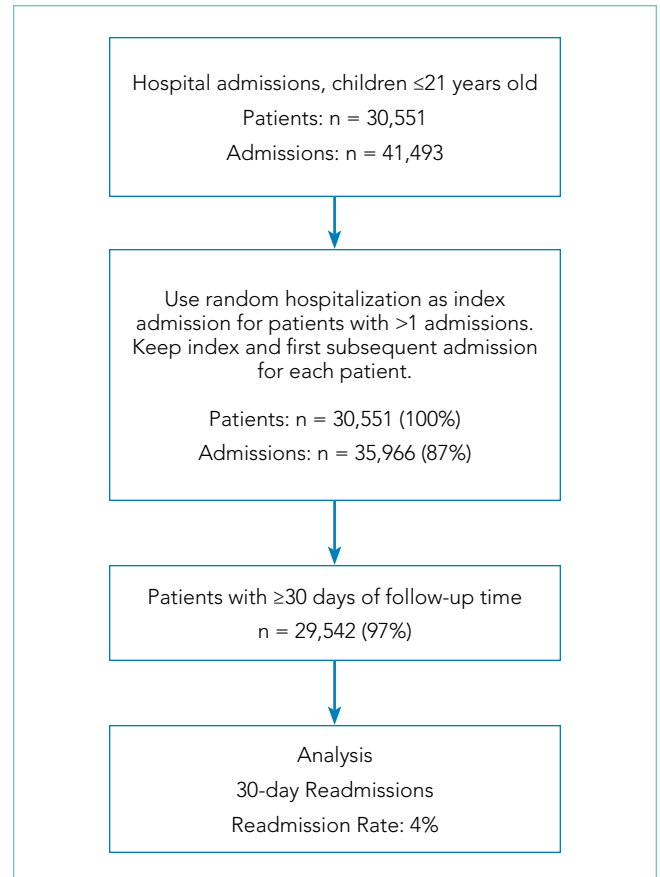 Hospital admissions, children ≤21 years old
Patients: n = 30,551
Admissions: n = 41,493
Use random hospitalization as index
admission for patients with >1 admissions.
Keep index and first subsequent admission
for each patient.
Patients: n = 30,551 (100%)
Admissions: n = 35,966 (87%)
Patients with ≥30 days of follow-up time
n = 29,542 (97%)
Analysis
30-day Readmissions
Readmission Rate: 4%